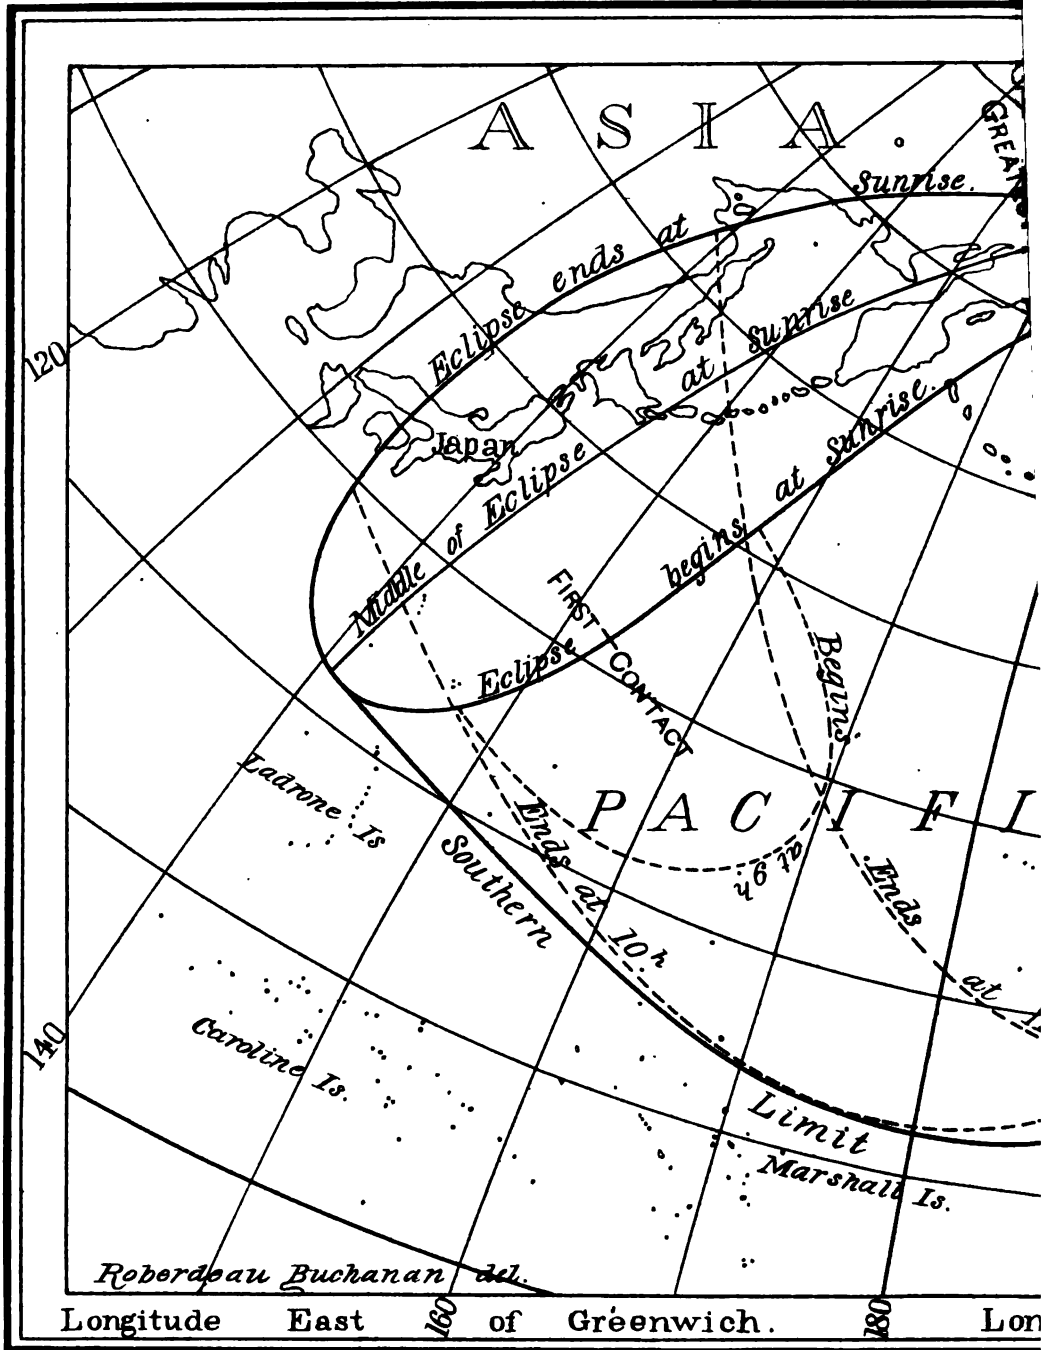 ASIA
GREAT
Eclipse ends at Sunrise.
120
Japan
Middle of Eclipse at Sunrise
Eclipse begins at Sunrise.
FIRST CONTACT
Begins
at 9h
Ladrone Is
PACIFI
Ends at 10h
Ends at
Southern Limit
140
Caroline Is.
Marshall Is.
Roberdeau Buchanan del.
160
180
Longitude East of Greenwich. Lon